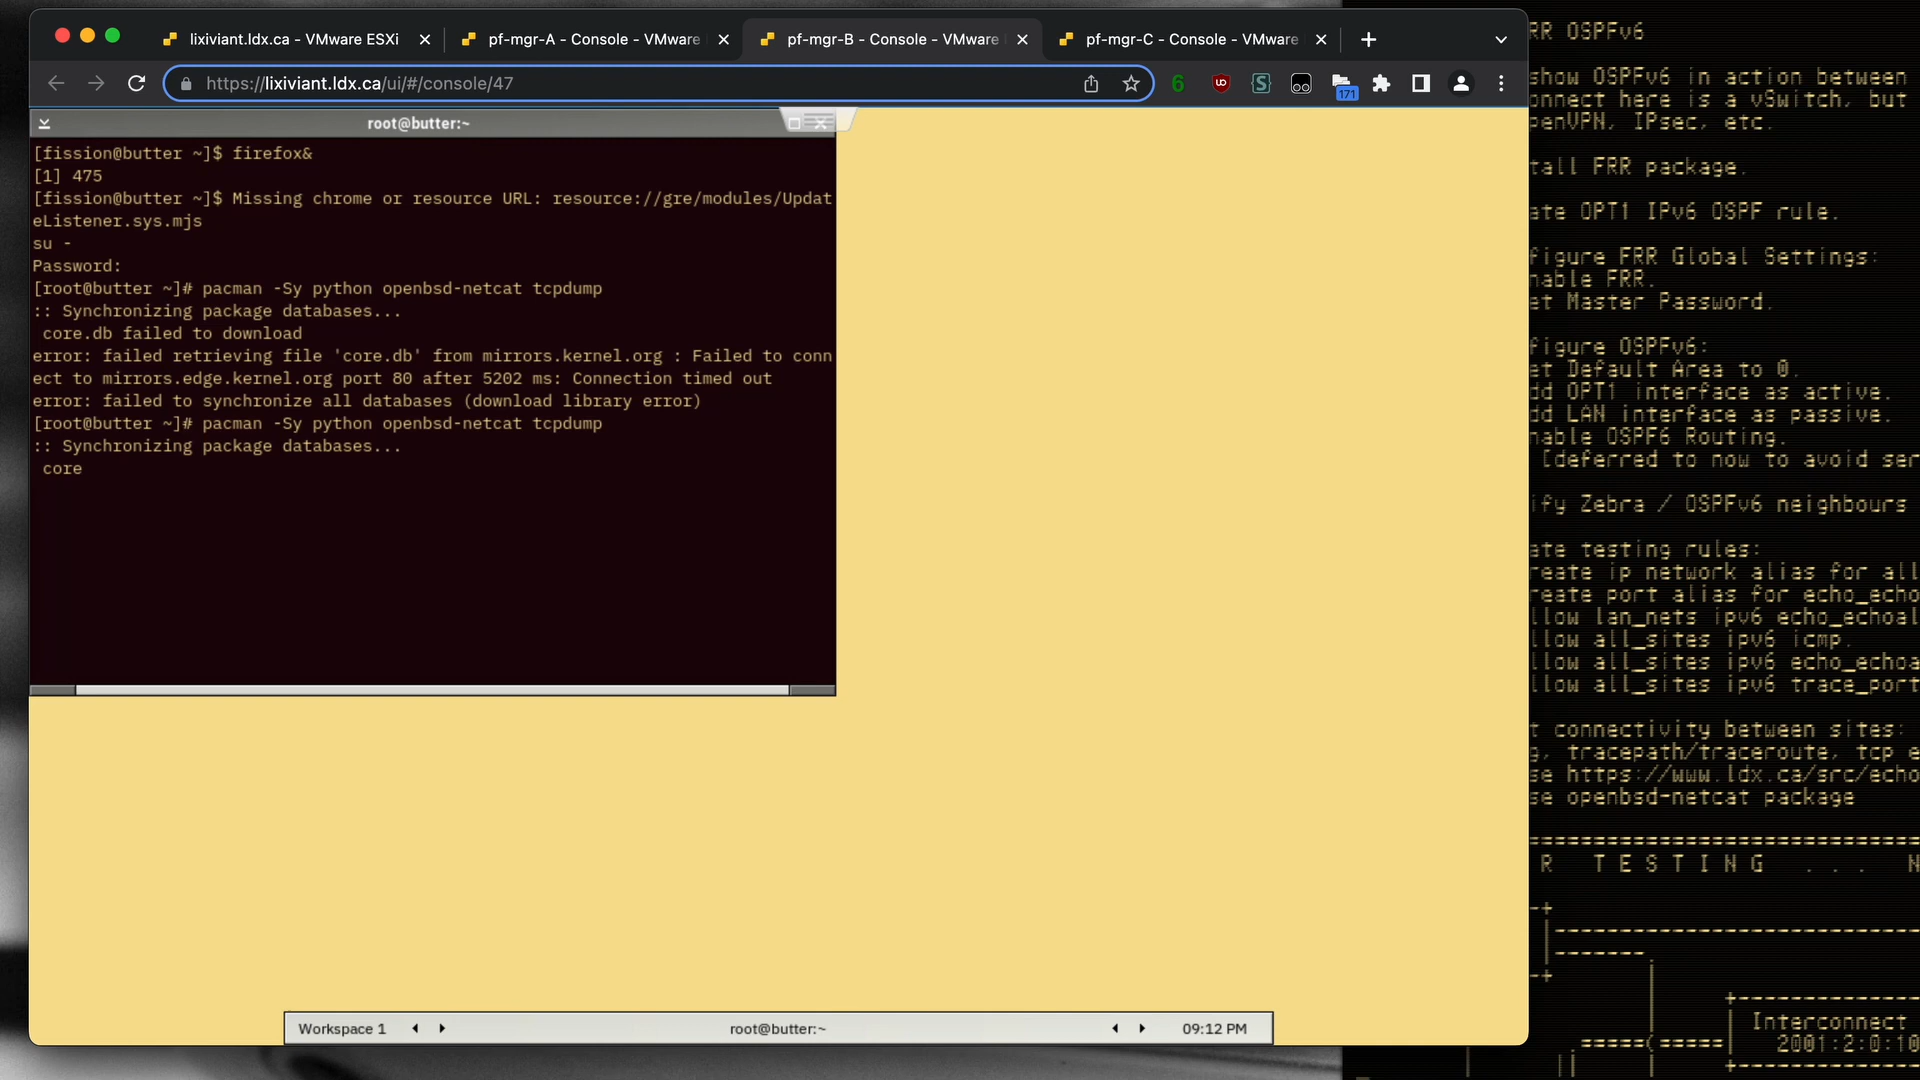 lixiviant.ldx.ca - VMware ESXi
pf-mgr-A - Console - VMware
pf-mgr-B - Console - VMware
pf-mgr-C - Console - VMware
https://lixiviant.ldx.ca/ui/#/console/47
6
171
root@butter:~
[fission@butter ~]$ firefox&
[1] 475
[fission@butter ~]$ Missing chrome or resource URL: resource://gre/modules/Updat
eListener.sys.mjs
su -
Password:
[root@butter ~]# pacman -Sy python openbsd-netcat tcpdump
:: Synchronizing package databases...
core.db failed to download
error: failed retrieving file 'core.db' from mirrors.kernel.org : Failed to conn
ect to mirrors.edge.kernel.org port 80 after 5202 ms: Connection timed out
error: failed to synchronize all databases (download library error)
[root@butter ~]# pacman -Sy python openbsd-netcat tcpdump
:: Synchronizing package databases...
core
Workspace 1
root@butter:~
09:12 PM
RR OSPFv6
show OSPFv6 in action between
onnect here is a vSwitch, but
penVPN, IPsec, etc.
tall FRR package.
ate OPT1 IPv6 OSPF rule.
figure FRR Global Settings:
nable FRR.
et Master Password.
figure OSPFv6:
et Default Area to 0.
dd OPT1 interface as active.
dd LAN interface as passive.
nable OSPF6 Routing.
[deferred to now to avoid ser
ify Zebra / OSPFv6 neighbours
ate testing rules:
reate ip network alias for all
reate port alias for echo_echo
llow lan_nets ipv6 echo_echoal
llow all_sites ipv6 icmp.
llow all_sites ipv6 echo_echoa
llow all_sites ipv6 trace_port
t connectivity between sites:
g, tracepath/traceroute, tcp e
se https://www.ldx.ca/src/echo
se openbsd-netcat package
R T E S T I N G . . . N
Interconnect
2001:2:0:10